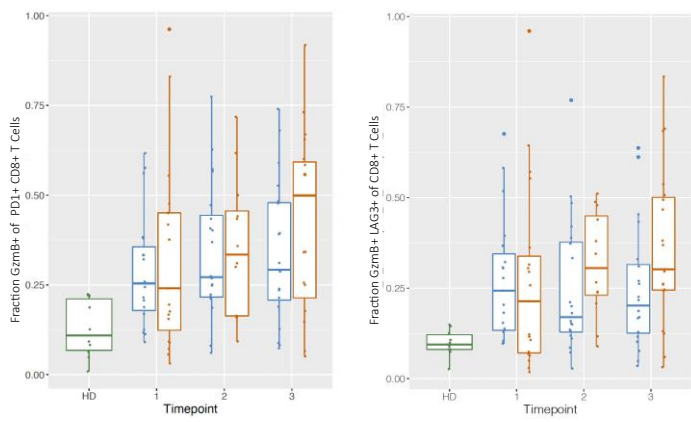 Fraction GzmB+ of PD1+ CD8+ T Cells
1.00
0.75
0.50
0.25
0.00
HD
1
2
3
Timepoint
Fraction GzmB+ LAG3+ of CD8+ T Cells
1.00
0.75
0.50
0.25
0.00
HD
1
2
3
Timepoint